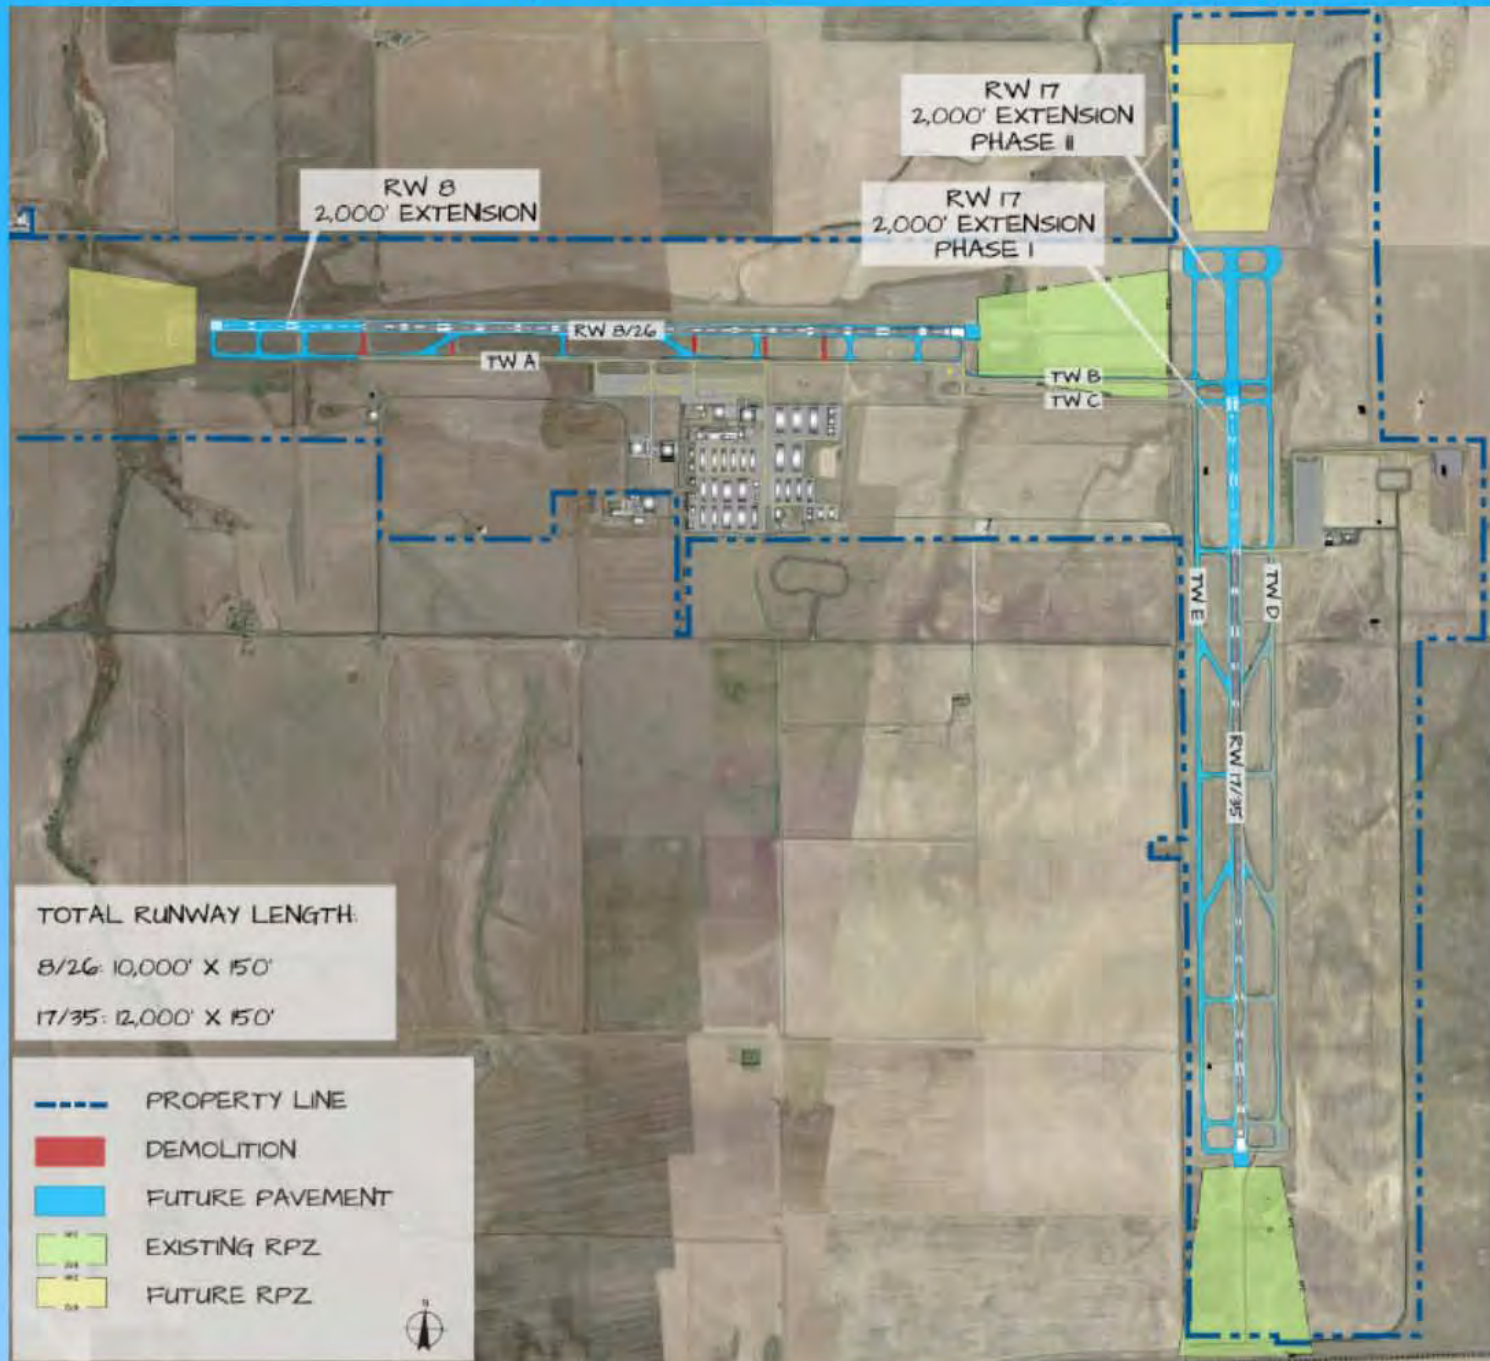 RW 17
2,000' EXTENSION
PHASE II
RW 8
2,000' EXTENSION
RW 17
2,000' EXTENSION
PHASE I
RW 8/26
TW A
TW B
TW C
TW E
TW D
RW 17/35
TOTAL RUNWAY LENGTH:
8/26: 10,000' X 150'
17/35: 12,000' X 150'
PROPERTY LINE
DEMOLITION
FUTURE PAVEMENT
EXISTING RPZ
FUTURE RPZ
N